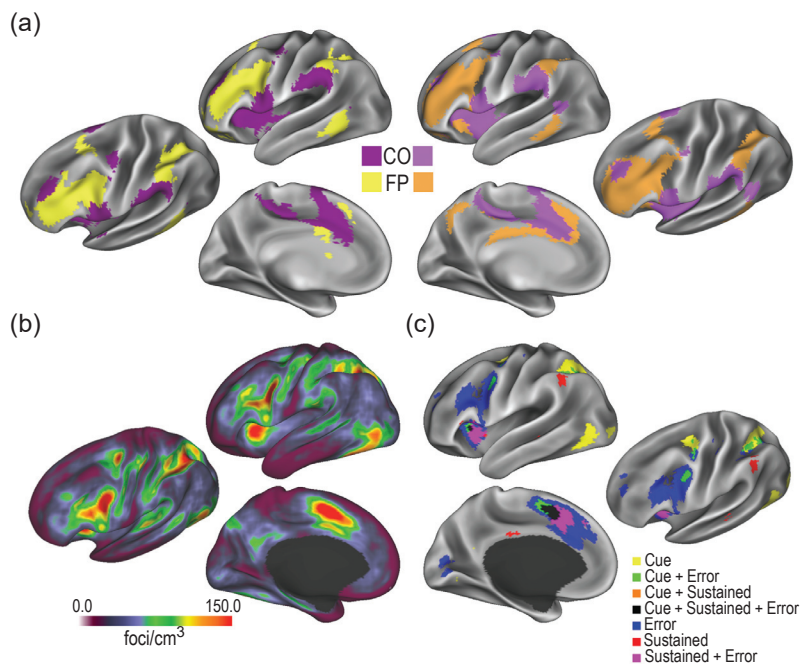 (a)
CO
FP
(b)
(c)
0.0 150.0
foci/cm³
Cue
Cue + Error
Cue + Sustained
Cue + Sustained + Error
Error
Sustained
Sustained + Error